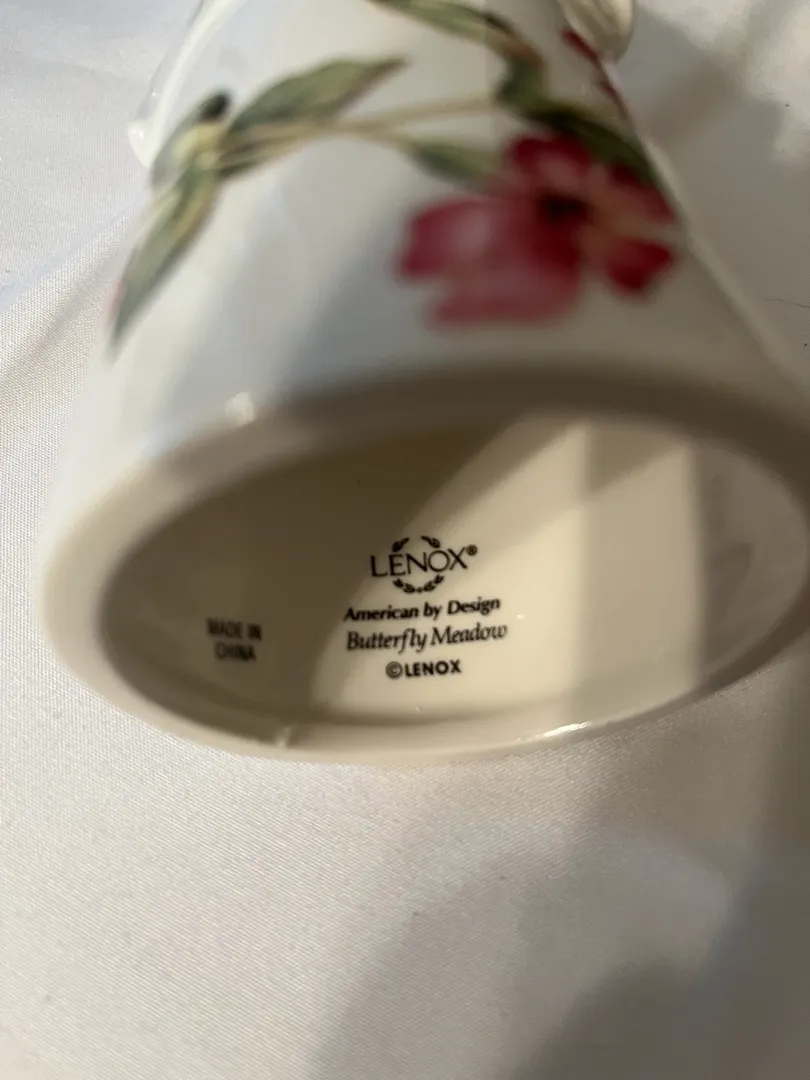 LENOX®
American by Design
Butterfly Meadow
©LENOX
MADE IN
CHINA